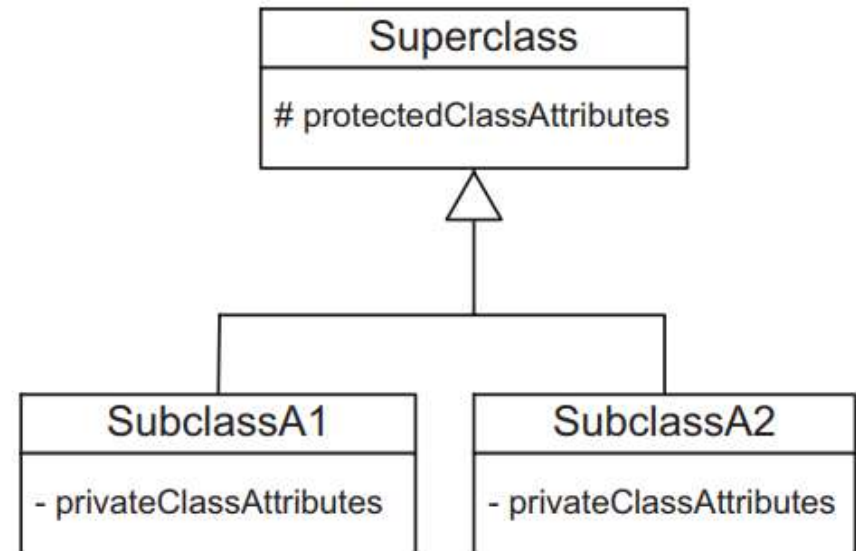 Superclass
# protectedClassAttributes
SubclassA1
- privateClassAttributes
SubclassA2
- privateClassAttributes